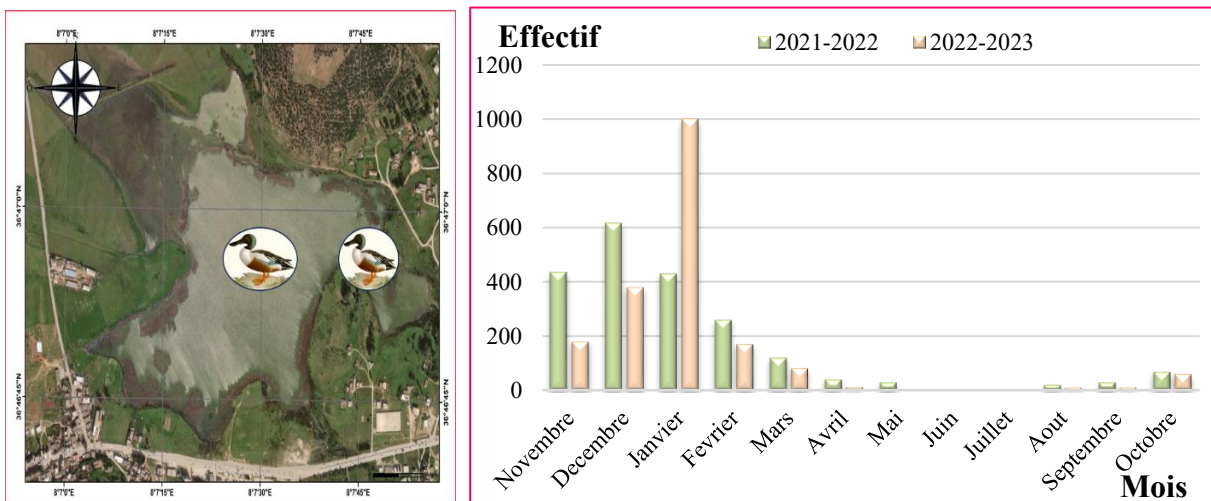 8°7'0"E 8°7'15"E 8°7'30"E 8°7'45"E
36°47'0"N
36°47'0"N
36°46'45"N
36°46'45"N
8°7'0"E 8°7'15"E 8°7'30"E 8°7'45"E
Effectif
2021-2022 2022-2023
1200
1000
800
600
400
200
0
Novembre
Decembre
Janvier
Fevrier
Mars
Avril
Mai
Juin
Juillet
Aout
Septembre
Octobre
Mois